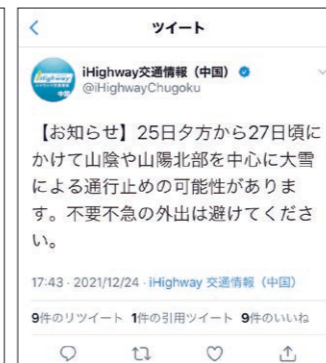 ツイート
iHighway交通情報（中国）
@iHighwayChugoku
【お知らせ】25日夕方から27日頃に
かけて山陰や山陽北部を中心に大雪
による通行止めの可能性がありま
す。不要不急の外出は避けてくださ
い。
17:43 · 2021/12/24 · iHighway 交通情報（中国）
9件のリツイート 1件の引用ツイート 9件のいいね